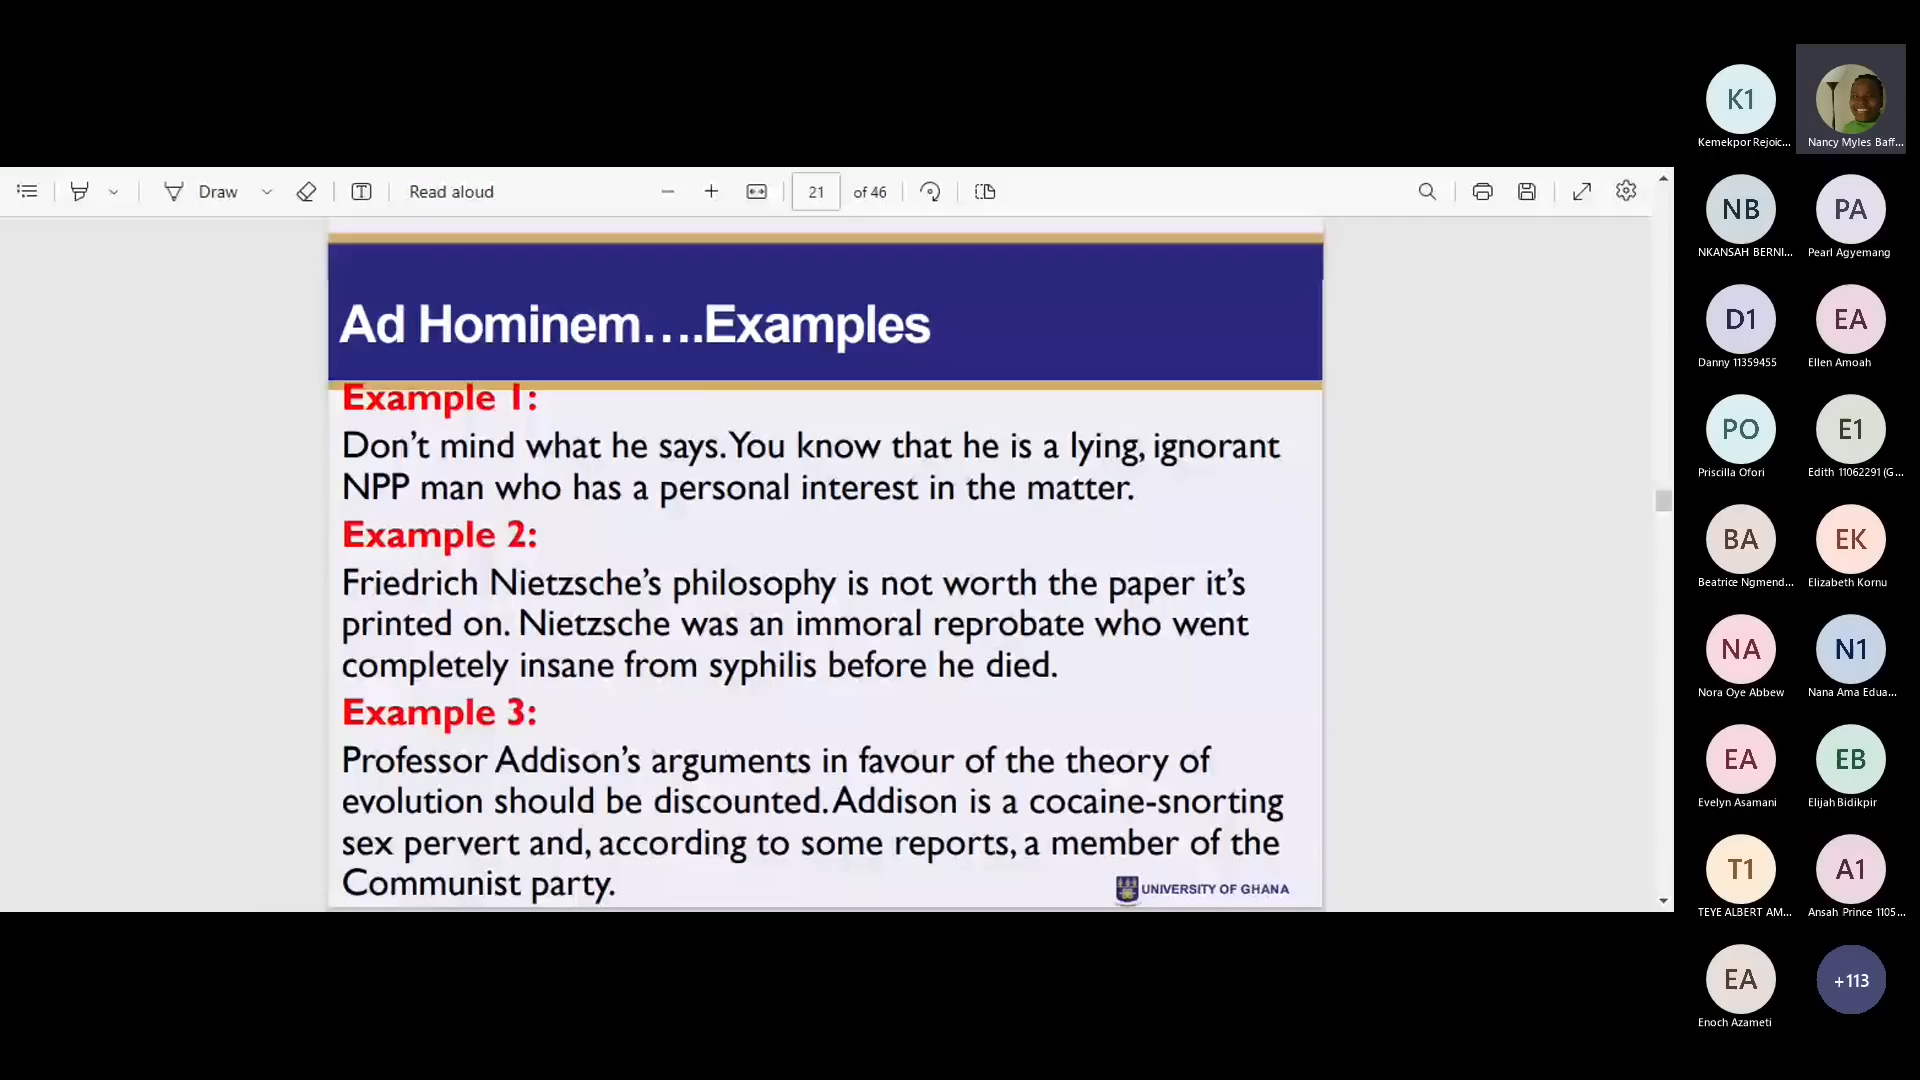 Draw
Read aloud
21
of 46
Ad Hominem....Examples
Example 1:
Don't mind what he says. You know that he is a lying, ignorant
NPP man who has a personal interest in the matter.
Example 2:
Friedrich Nietzsche's philosophy is not worth the paper it's
printed on. Nietzsche was an immoral reprobate who went
completely insane from syphilis before he died.
Example 3:
Professor Addison's arguments in favour of the theory of
evolution should be discounted. Addison is a cocaine-snorting
sex pervert and, according to some reports, a member of the
Communist party.
UNIVERSITY OF GHANA
K1
Kemekpor Rejoic...
Nancy Myles Baff...
NB
NKANSAH BERNI...
PA
Pearl Agyemang
D1
Danny 11359455
EA
Ellen Amoah
PO
Priscilla Ofori
E1
Edith 11062291 (G...
BA
Beatrice Ngmend...
EK
Elizabeth Kornu
NA
Nora Oye Abbew
N1
Nana Ama Edua...
EA
Evelyn Asamani
EB
Elijah Bidikpir
T1
TEYE ALBERT AM...
A1
Ansah Prince 1105...
EA
Enoch Azameti
+113